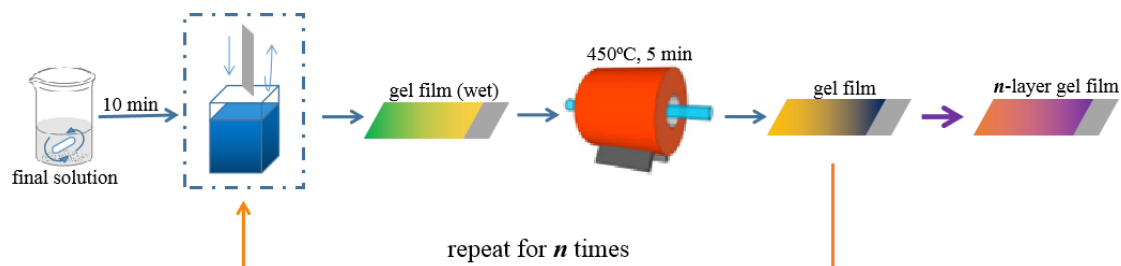 final solution
10 min
gel film (wet)
450ºC, 5 min
gel film
n-layer gel film
repeat for n times